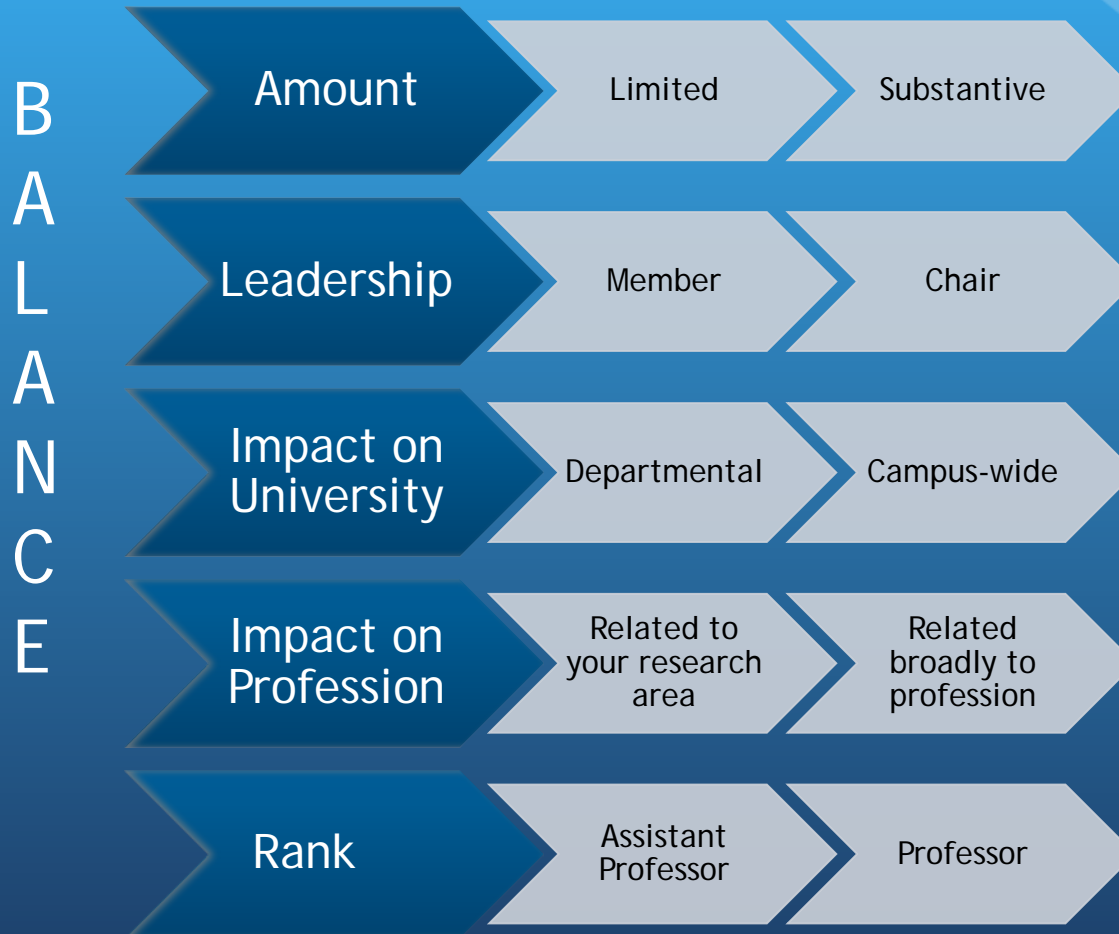 BALANCE
Amount
Limited
Substantive
Leadership
Member
Chair
Impact on
University
Departmental
Campus-wide
Impact on
Profession
Related to
your research
area
Related
broadly to
profession
Rank
Assistant
Professor
Professor